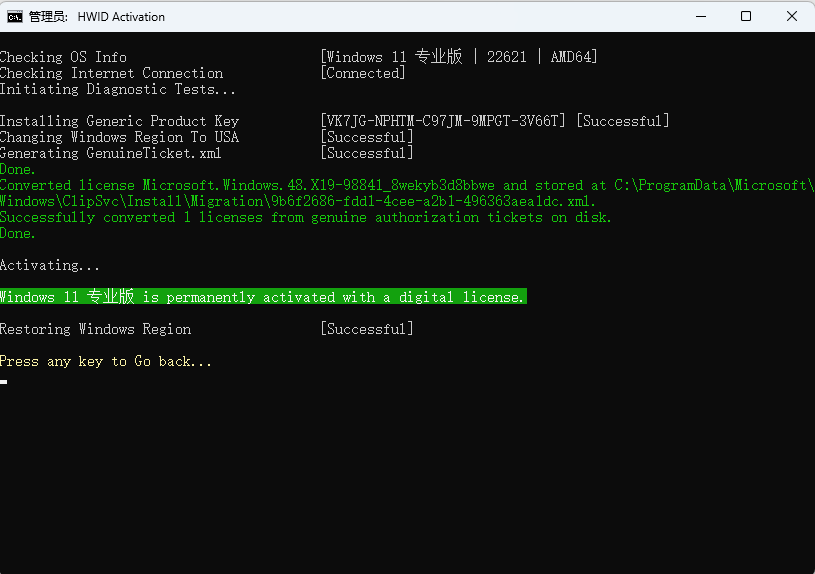 管理员: HWID Activation
Checking OS Info [Windows 11 专业版 | 22621 | AMD64]
Checking Internet Connection [Connected]
Initiating Diagnostic Tests...
Installing Generic Product Key [VK7JG-NPHTM-C97JM-9MPGT-3V66T] [Successful]
Changing Windows Region To USA [Successful]
Generating GenuineTicket.xml [Successful]
Done.
Converted license Microsoft.Windows.48.X19-98841_8wekyb3d8bbwe and stored at C:\ProgramData\Microsoft\
Windows\ClipSvc\Install\Migration\9b6f2686-fdd1-4cee-a2b1-496363aea1dc.xml.
Successfully converted 1 licenses from genuine authorization tickets on disk.
Done.
Activating...
Windows 11 专业版 is permanently activated with a digital license.
Restoring Windows Region [Successful]
Press any key to Go back...